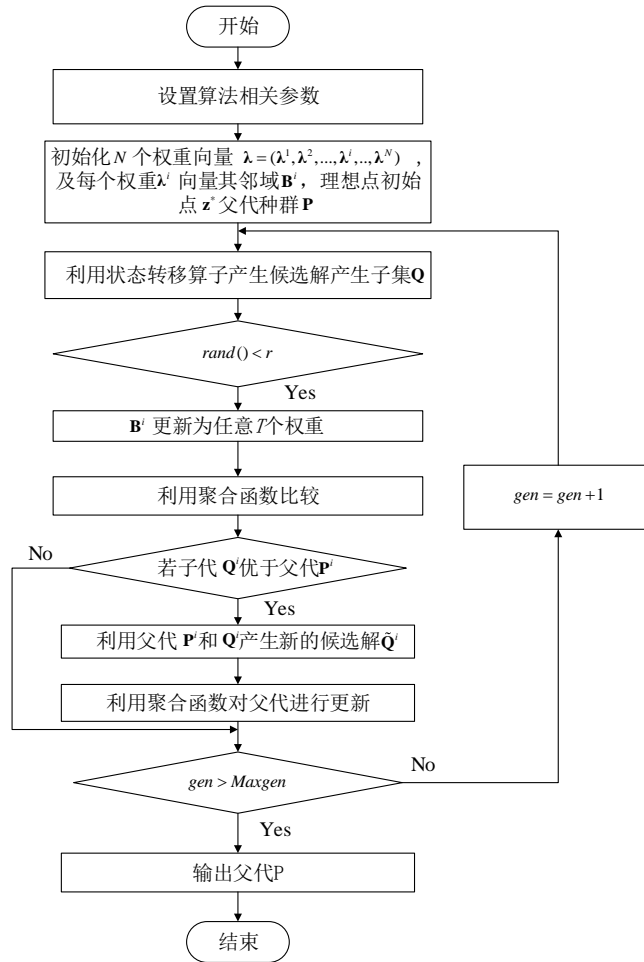 开始
设置算法相关参数
初始化N 个权重向量 λ = (λ¹,λ²,...,λⁱ,..,λᴺ) ，
及每个权重λⁱ 向量其邻域Bⁱ，理想点初始
点 z* 父代种群 P
利用状态转移算子产生候选解产生子集Q
rand() < r
Yes
Bⁱ 更新为任意T个权重
利用聚合函数比较
gen = gen +1
No
若子代 Qⁱ优于父代Pⁱ
Yes
利用父代 Pⁱ和 Qⁱ产生新的候选解Q̃ⁱ
利用聚合函数对父代进行更新
gen > Maxgen
No
Yes
输出父代P
结束